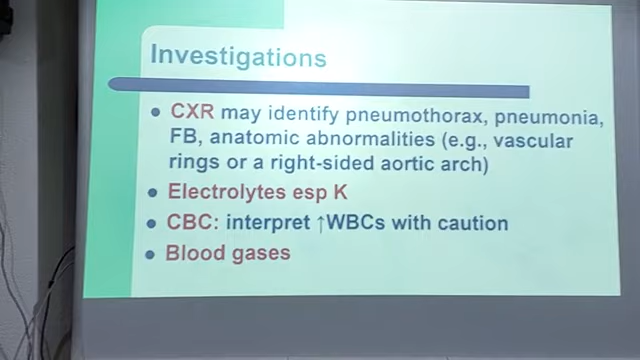 Investigations
• CXR may identify pneumothorax, pneumonia,
FB, anatomic abnormalities (e.g., vascular
rings or a right-sided aortic arch)
• Electrolytes esp K
• CBC: interpret ↑WBCs with caution
• Blood gases